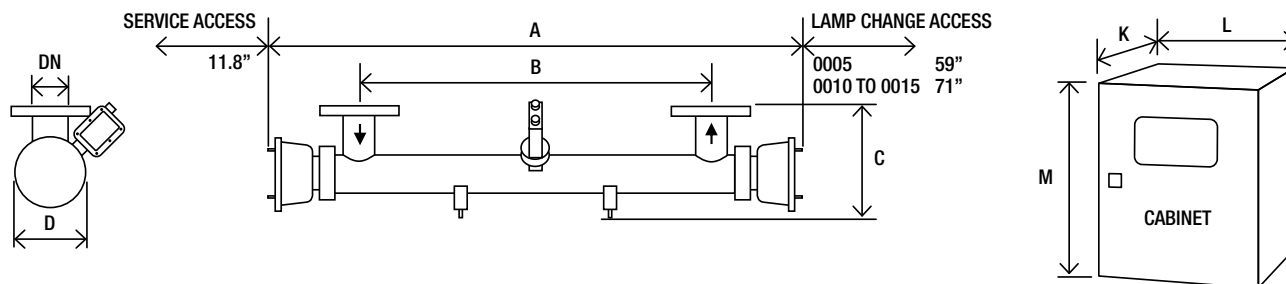 SERVICE ACCESS
11.8”
A
LAMP CHANGE ACCESS
0005 59”
0010 TO 0015 71”
DN
B
C
D
K
L
M
CABINET